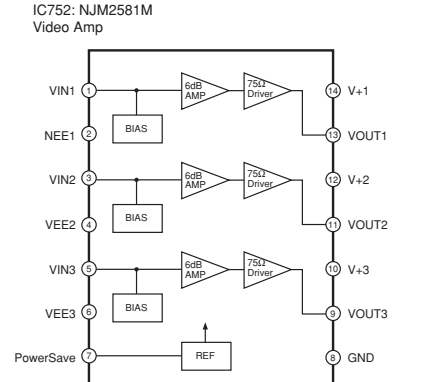 IC752: NJM2581M
Video Amp
VIN1 1 6dB AMP 75Ω Driver 14 V+1
NEE1 2 BIAS 13 VOUT1
VIN2 3 6dB AMP 75Ω Driver 12 V+2
VEE2 4 BIAS 11 VOUT2
VIN3 5 6dB AMP 75Ω Driver 10 V+3
VEE3 6 BIAS 9 VOUT3
PowerSave 7 REF 8 GND